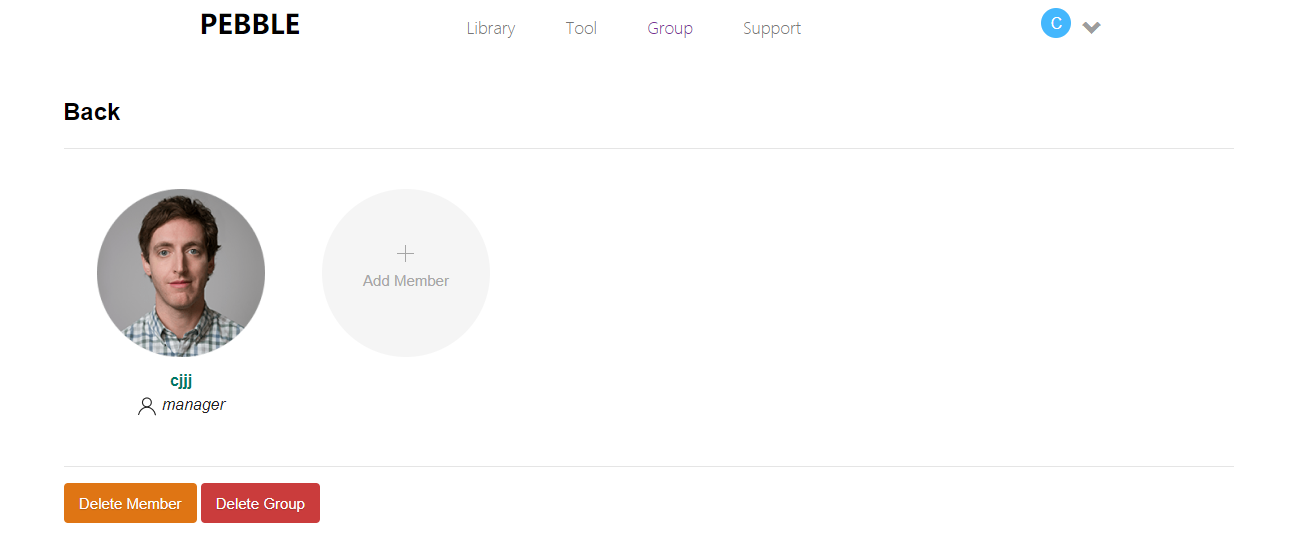 PEBBLE Library Tool Group Support C
Back
Add Member
cjjj
manager
Delete Member Delete Group